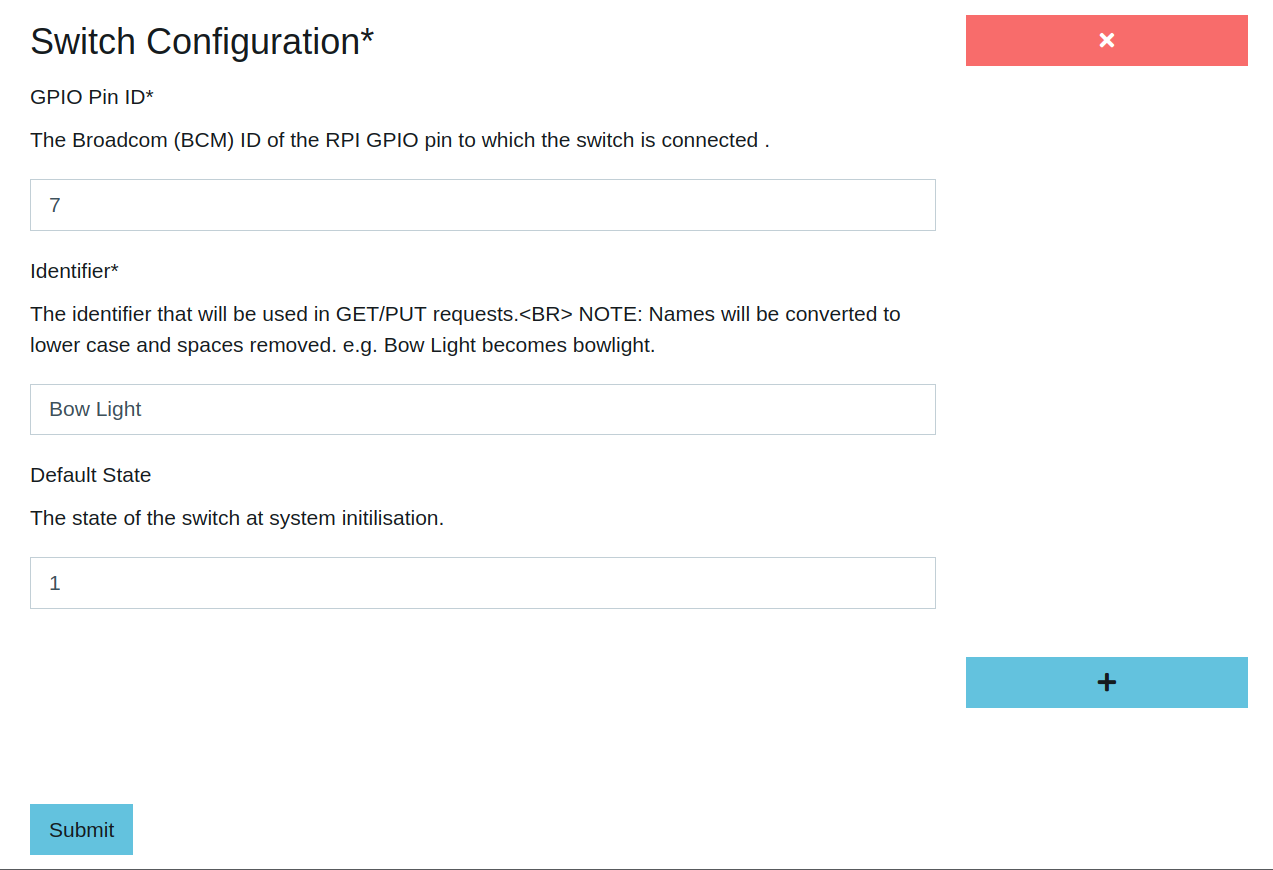 Switch Configuration*
GPIO Pin ID*
The Broadcom (BCM) ID of the RPI GPIO pin to which the switch is connected .
7
Identifier*
The identifier that will be used in GET/PUT requests.<BR> NOTE: Names will be converted to
lower case and spaces removed. e.g. Bow Light becomes bowlight.
Bow Light
Default State
The state of the switch at system initilisation.
1
Submit